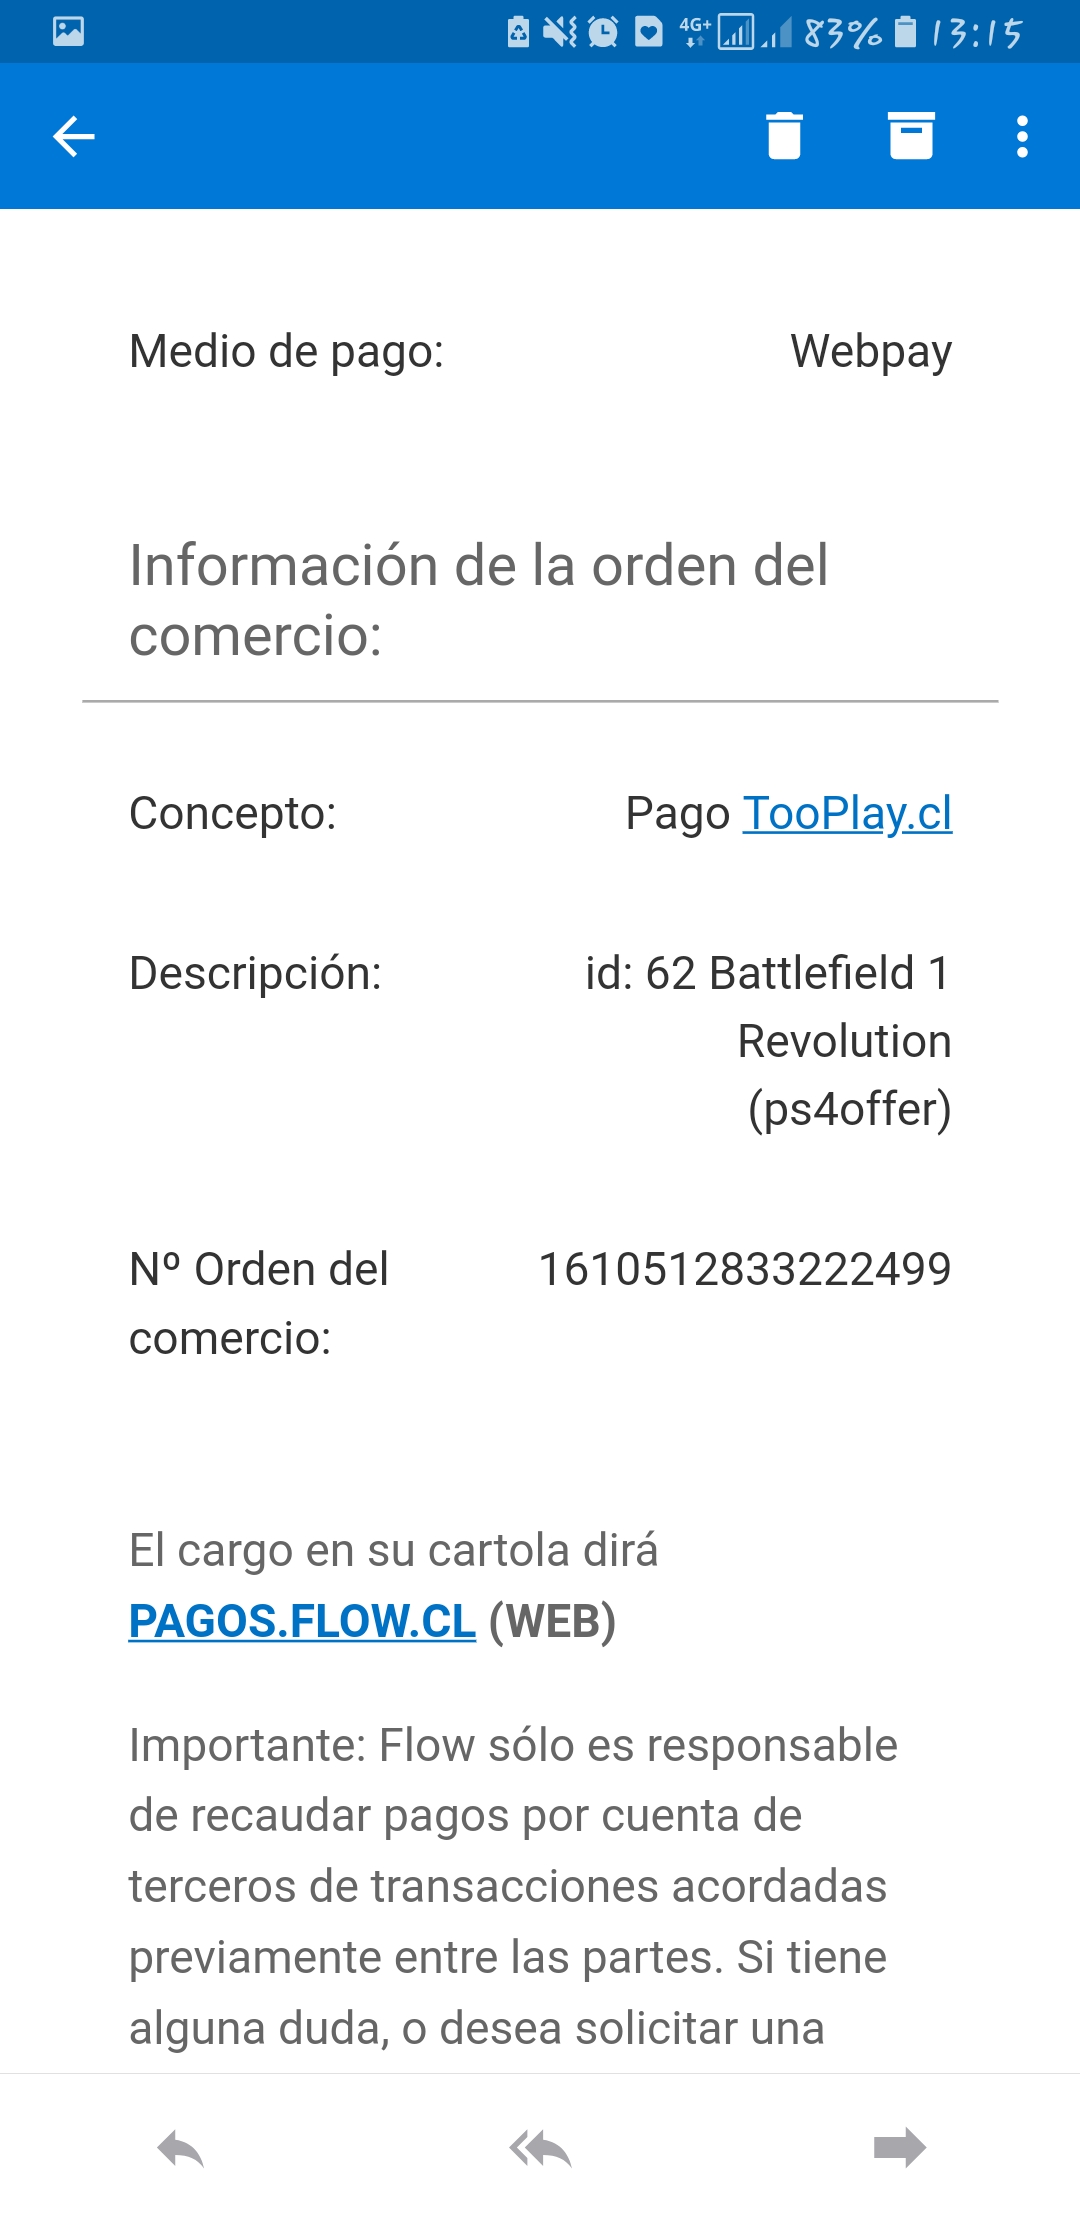 4G+ 83% 13:15
Medio de pago: Webpay
Información de la orden del
comercio:
Concepto: Pago TooPlay.cl
Descripción: id: 62 Battlefield 1
Revolution
(ps4offer)
Nº Orden del 1610512833222499
comercio:
El cargo en su cartola dirá
PAGOS.FLOW.CL (WEB)
Importante: Flow sólo es responsable
de recaudar pagos por cuenta de
terceros de transacciones acordadas
previamente entre las partes. Si tiene
alguna duda, o desea solicitar una